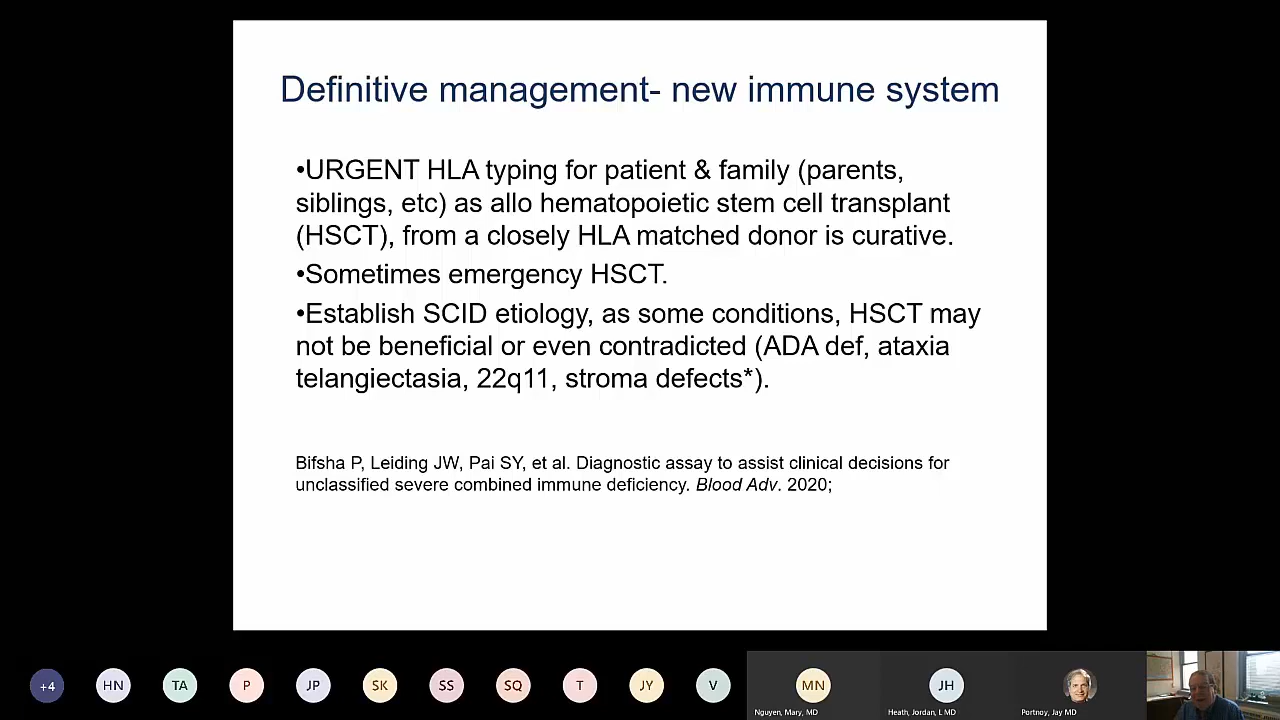 Definitive management- new immune system
•URGENT HLA typing for patient & family (parents,
siblings, etc) as allo hematopoietic stem cell transplant
(HSCT), from a closely HLA matched donor is curative.
•Sometimes emergency HSCT.
•Establish SCID etiology, as some conditions, HSCT may
not be beneficial or even contradicted (ADA def, ataxia
telangiectasia, 22q11, stroma defects*).
Bifsha P, Leiding JW, Pai SY, et al. Diagnostic assay to assist clinical decisions for
unclassified severe combined immune deficiency. Blood Adv. 2020;
+4 HN TA P JP SK SS SQ T JY V MN JH
Nguyen, Mary, MD Heath, Jordan, L MD Portnoy, Jay MD